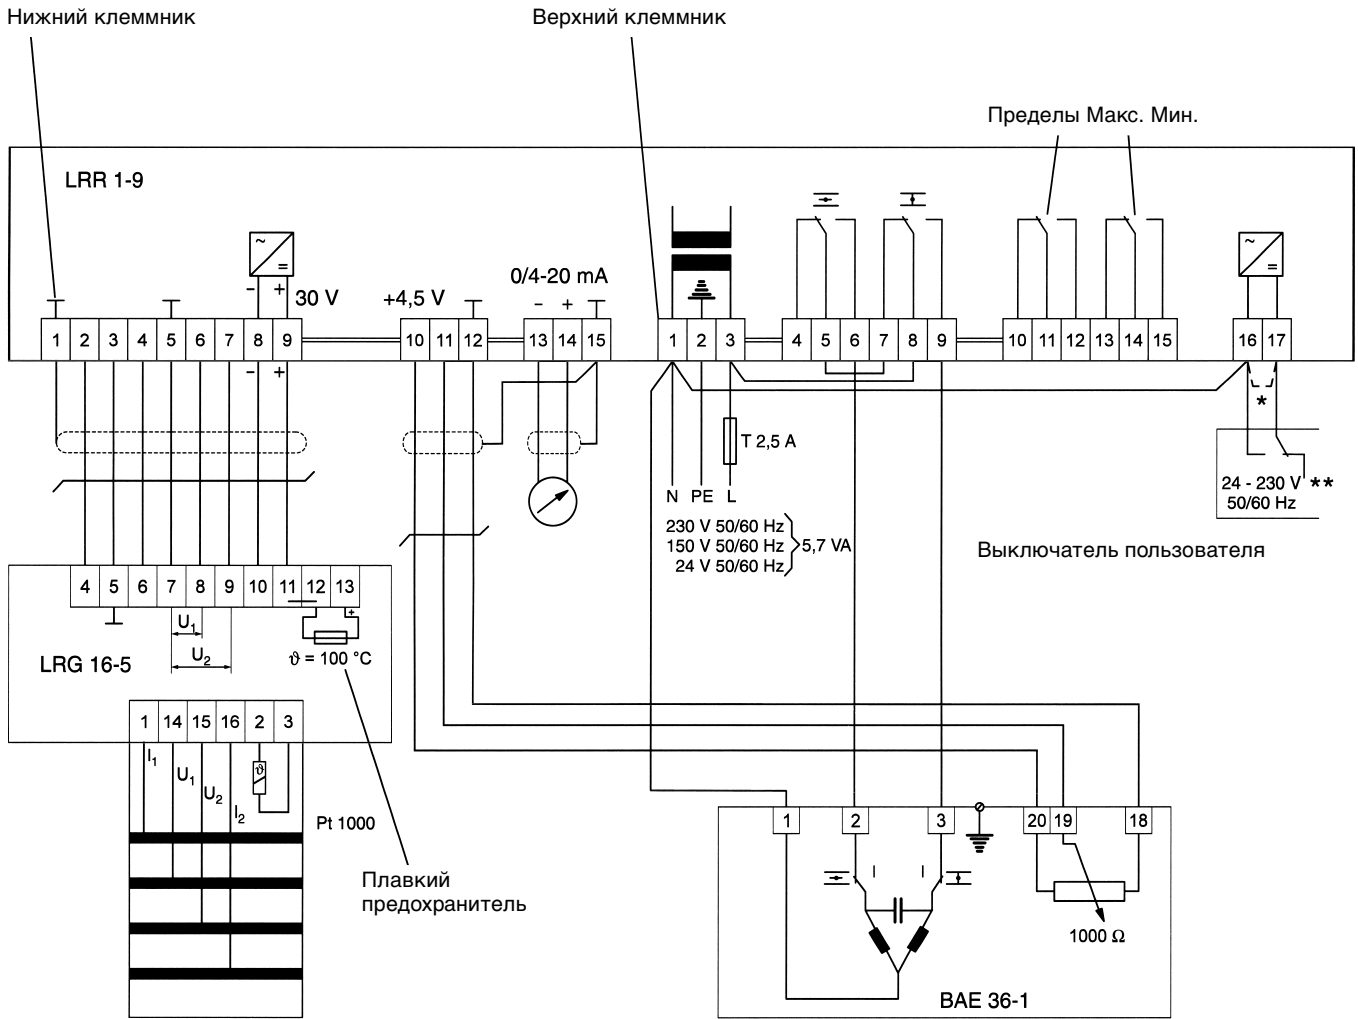 Нижний клеммник
Верхний клеммник
Пределы Макс. Мин.
LRR 1-9
~
=
- +
30 V
+4,5 V
0/4-20 mA
- +
~
=
1 2 3 4 5 6 7 8 9
10 11 12
13 14 15
1 2 3
4 5 6 7 8 9
10 11 12 13 14 15
16 17
- +
*
T 2,5 A
N PE L
24 - 230 V **
50/60 Hz
230 V 50/60 Hz
150 V 50/60 Hz
24 V 50/60 Hz
5,7 VA
Выключатель пользователя
4 5 6 7 8 9 10 11 12 13
+
U1
U2
LRG 16-5
ϑ = 100 °C
1 14 15 16 2 3
I1
U1
U2
I2
ϑ
Pt 1000
Плавкий
предохранитель
1 2 3 20 19 18
1000 Ω
BAE 36-1